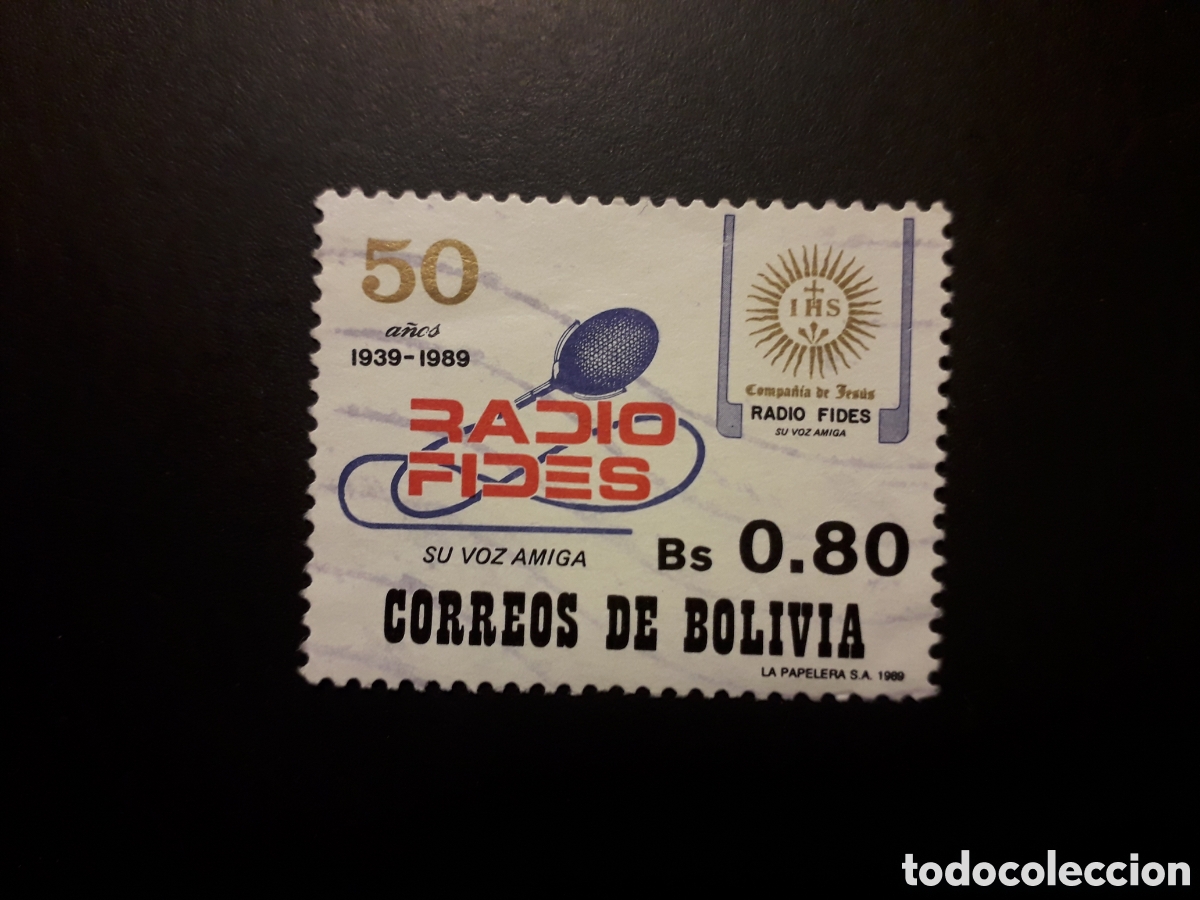 50
años
1939-1989
RADIO
FIDES
SU VOZ AMIGA
IHS
Compañía de Jesús
RADIO FIDES
SU VOZ AMIGA
Bs 0.80
CORREOS DE BOLIVIA
LA PAPELERA S.A. 1989
todocoleccion